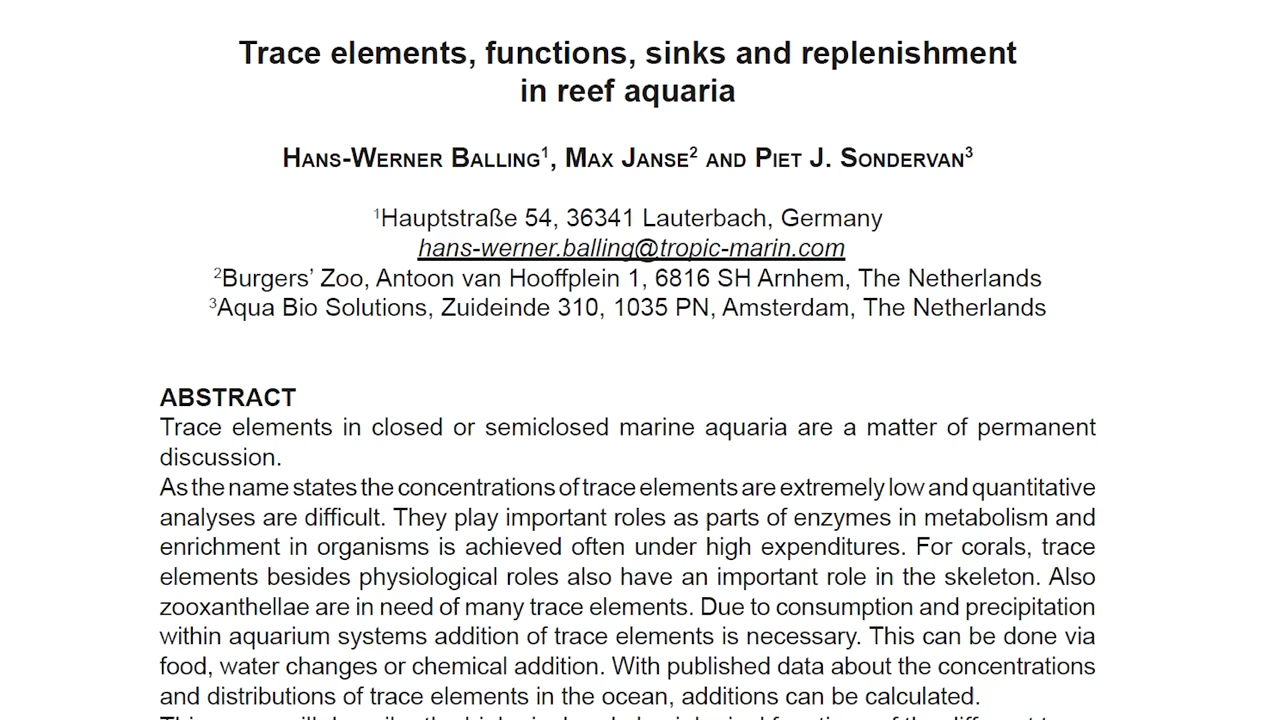 Trace elements, functions, sinks and replenishment
in reef aquaria
Hans-Werner Balling¹, Max Janse² and Piet J. Sondervan³
¹Hauptstraße 54, 36341 Lauterbach, Germany
hans-werner.balling@tropic-marin.com
²Burgers’ Zoo, Antoon van Hooffplein 1, 6816 SH Arnhem, The Netherlands
³Aqua Bio Solutions, Zuideinde 310, 1035 PN, Amsterdam, The Netherlands
ABSTRACT
Trace elements in closed or semiclosed marine aquaria are a matter of permanent
discussion.
As the name states the concentrations of trace elements are extremely low and quantitative
analyses are difficult. They play important roles as parts of enzymes in metabolism and
enrichment in organisms is achieved often under high expenditures. For corals, trace
elements besides physiological roles also have an important role in the skeleton. Also
zooxanthellae are in need of many trace elements. Due to consumption and precipitation
within aquarium systems addition of trace elements is necessary. This can be done via
food, water changes or chemical addition. With published data about the concentrations
and distributions of trace elements in the ocean, additions can be calculated.